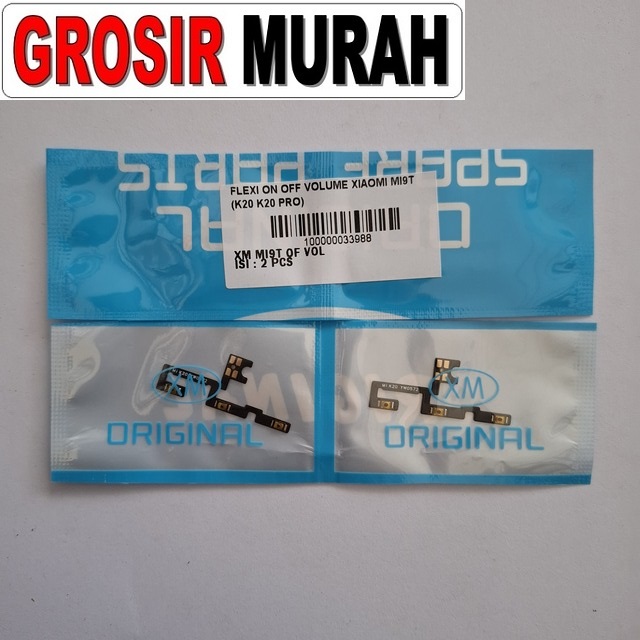 GROSIR MURAH
SPARE PARTS
ORIGINAL
FLEXI ON OFF VOLUME XIAOMI MI9T
(K20 K20 PRO)
100000033988
XM MI9T OF VOL
ISI : 2 PCS
XM
ORIGINAL
XM
ORIGINAL